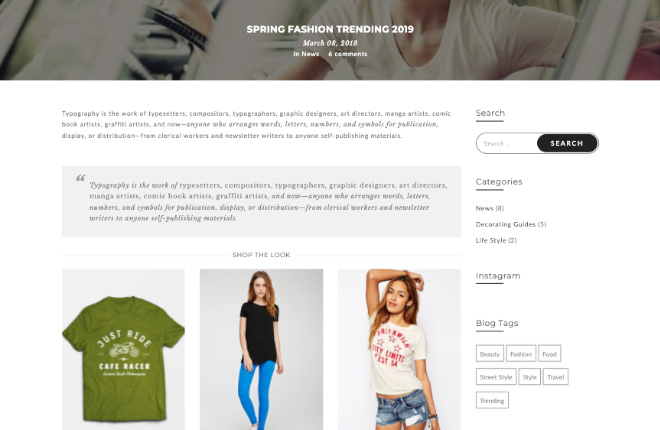 SPRING FASHION TRENDING 2019
March 08, 2018
In News 6 comments
Typography is the work of typesetters, compositors, typographers, graphic designers, art directors, manga artists, comic
book artists, graffiti artists, and now—anyone who arranges words, letters, numbers, and symbols for publication,
display, or distribution—from clerical workers and newsletter writers to anyone self-publishing materials.
“ Typography is the work of typesetters, compositors, typographers, graphic designers, art directors,
manga artists, comic book artists, graffiti artists, and now—anyone who arranges words, letters,
numbers, and symbols for publication, display, or distribution—from clerical workers and newsletter
writers to anyone self-publishing materials.
SHOP THE LOOK
JUST RIDE
CAFE RACER
CITY LIMITS
EST 54
Search
Search ...
SEARCH
Categories
News (8)
Decorating Guides (5)
Life Style (2)
Instagram
Blog Tags
Beauty
Fashion
Food
Street Style
Style
Travel
Trending